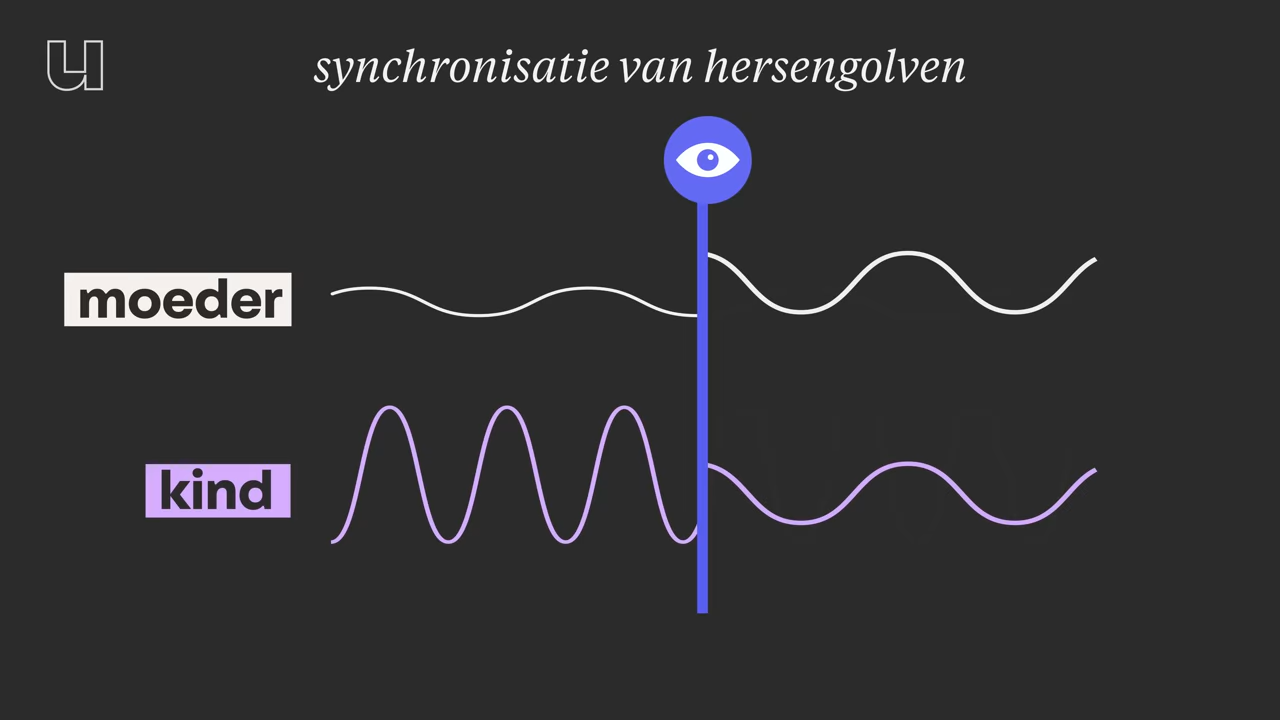 u
synchronisatie van hersengolven
moeder
kind